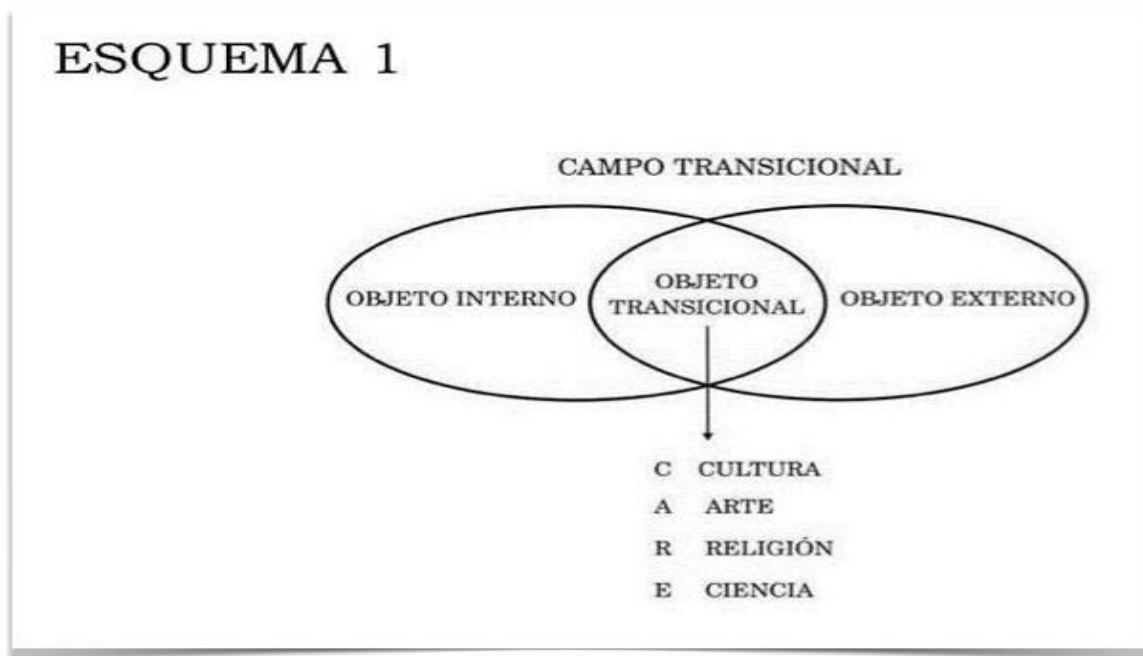 ESQUEMA 1
CAMPO TRANSICIONAL
OBJETO INTERNO
OBJETO
TRANSICIONAL
OBJETO EXTERNO
C CULTURA
A ARTE
R RELIGIÓN
E CIENCIA